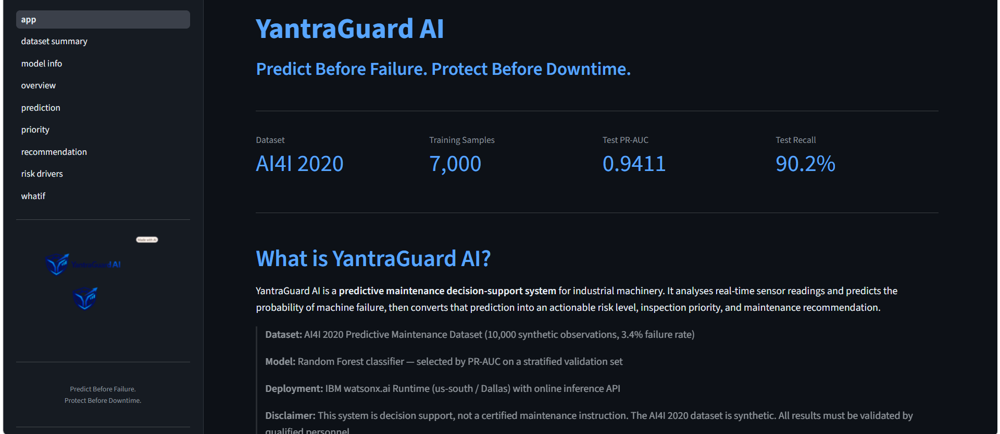 app
dataset summary
model info
overview
prediction
priority
recommendation
risk drivers
whatif
Made with AI
YantraGuard AI
Predict Before Failure.
Protect Before Downtime.
YantraGuard AI
Predict Before Failure. Protect Before Downtime.
Dataset
AI4I 2020
Training Samples
7,000
Test PR-AUC
0.9411
Test Recall
90.2%
What is YantraGuard AI?
YantraGuard AI is a predictive maintenance decision-support system for industrial machinery. It analyses real-time sensor readings and predicts the
probability of machine failure, then converts that prediction into an actionable risk level, inspection priority, and maintenance recommendation.
Dataset: AI4I 2020 Predictive Maintenance Dataset (10,000 synthetic observations, 3.4% failure rate)
Model: Random Forest classifier — selected by PR-AUC on a stratified validation set
Deployment: IBM watsonx.ai Runtime (us-south / Dallas) with online inference API
Disclaimer: This system is decision support, not a certified maintenance instruction. The AI4I 2020 dataset is synthetic. All results must be validated by
qualified personnel